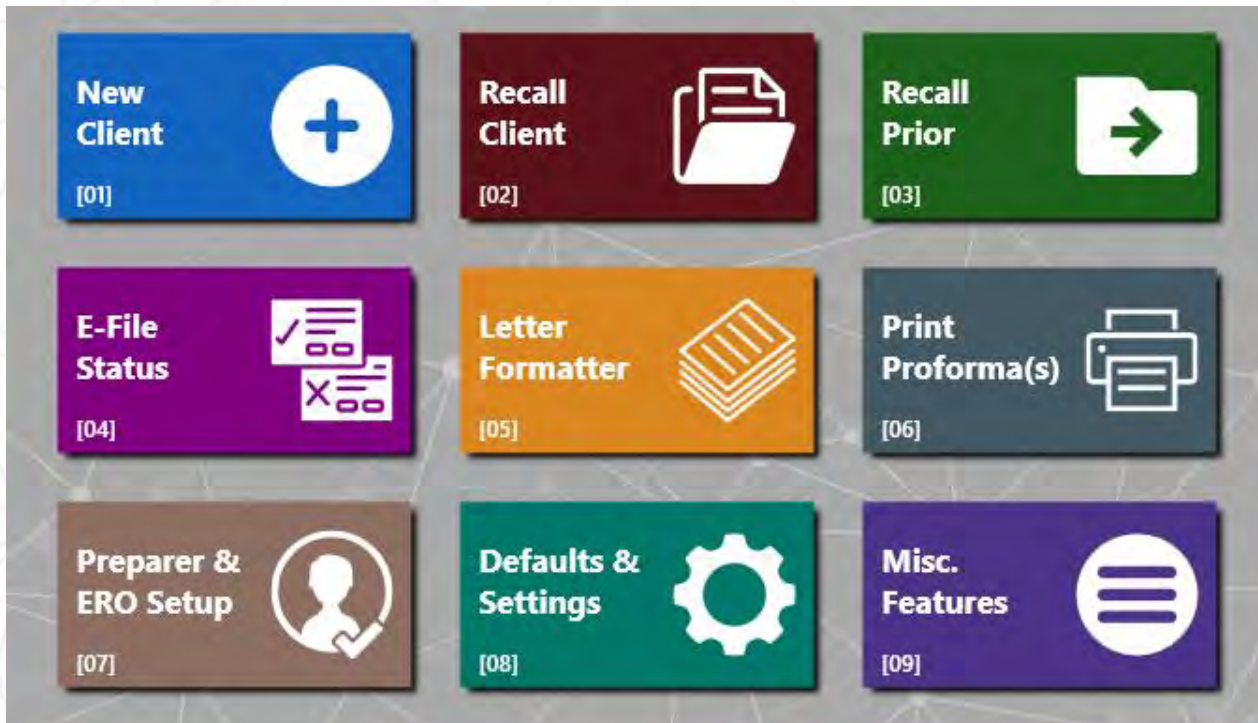 New
Client
[01]
Recall
Client
[02]
Recall
Prior
[03]
E-File
Status
[04]
Letter
Formatter
[05]
Print
Proforma(s)
[06]
Preparer &
ERO Setup
[07]
Defaults &
Settings
[08]
Misc.
Features
[09]